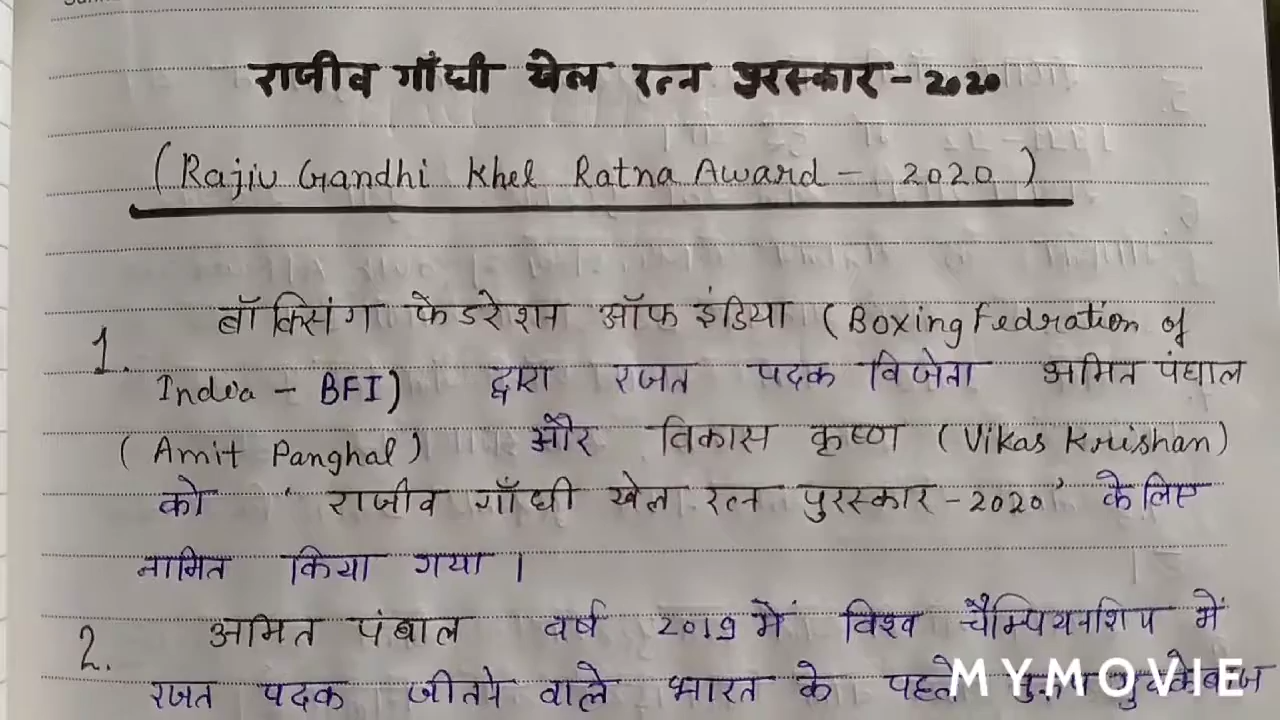 राजीव गाँधी खेल रत्न पुरस्कार - 2020
(Rajiv Gandhi Khel Ratna Award - 2020)
1. बॉक्सिंग फेडरेशन ऑफ इंडिया (Boxing Fedration of
India - BFI) द्वारा रजत पदक विजेता अमित पंघाल
(Amit Panghal) और विकास कृष्ण (Vikas Krishan)
को 'राजीव गाँधी खेल रत्न पुरस्कार - 2020' के लिए
नामित किया गया।
2. अमित पंघाल वर्ष 2019 में विश्व चैम्पियनशिप में
रजत पदक जीतने वाले भारत के पहले पुरुष मुक्केबाज
MYMOVIE